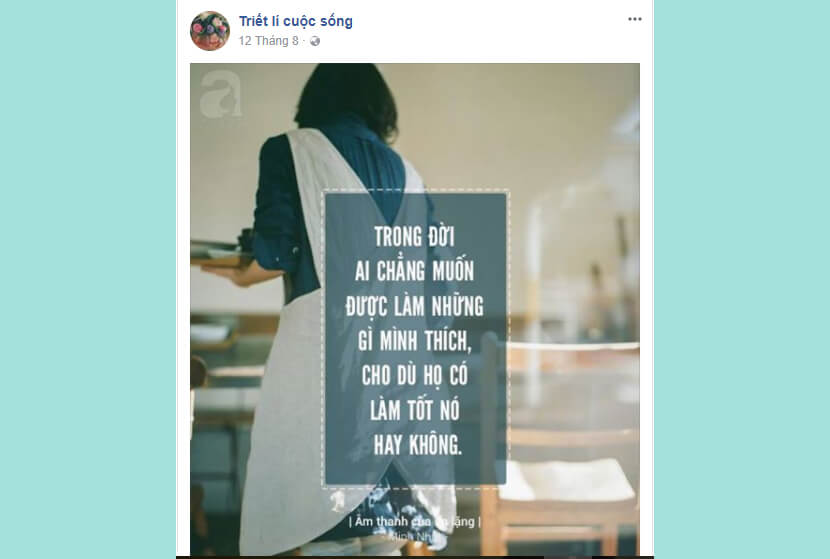 Triết lí cuộc sống
12 Tháng 8 ·
a
TRONG ĐỜI
AI CHẲNG MUỐN
ĐƯỢC LÀM NHỮNG
GÌ MÌNH THÍCH,
CHO DÙ HỌ CÓ
LÀM TỐT NÓ
HAY KHÔNG.
| Âm thanh của im lặng |
Minh Nhật